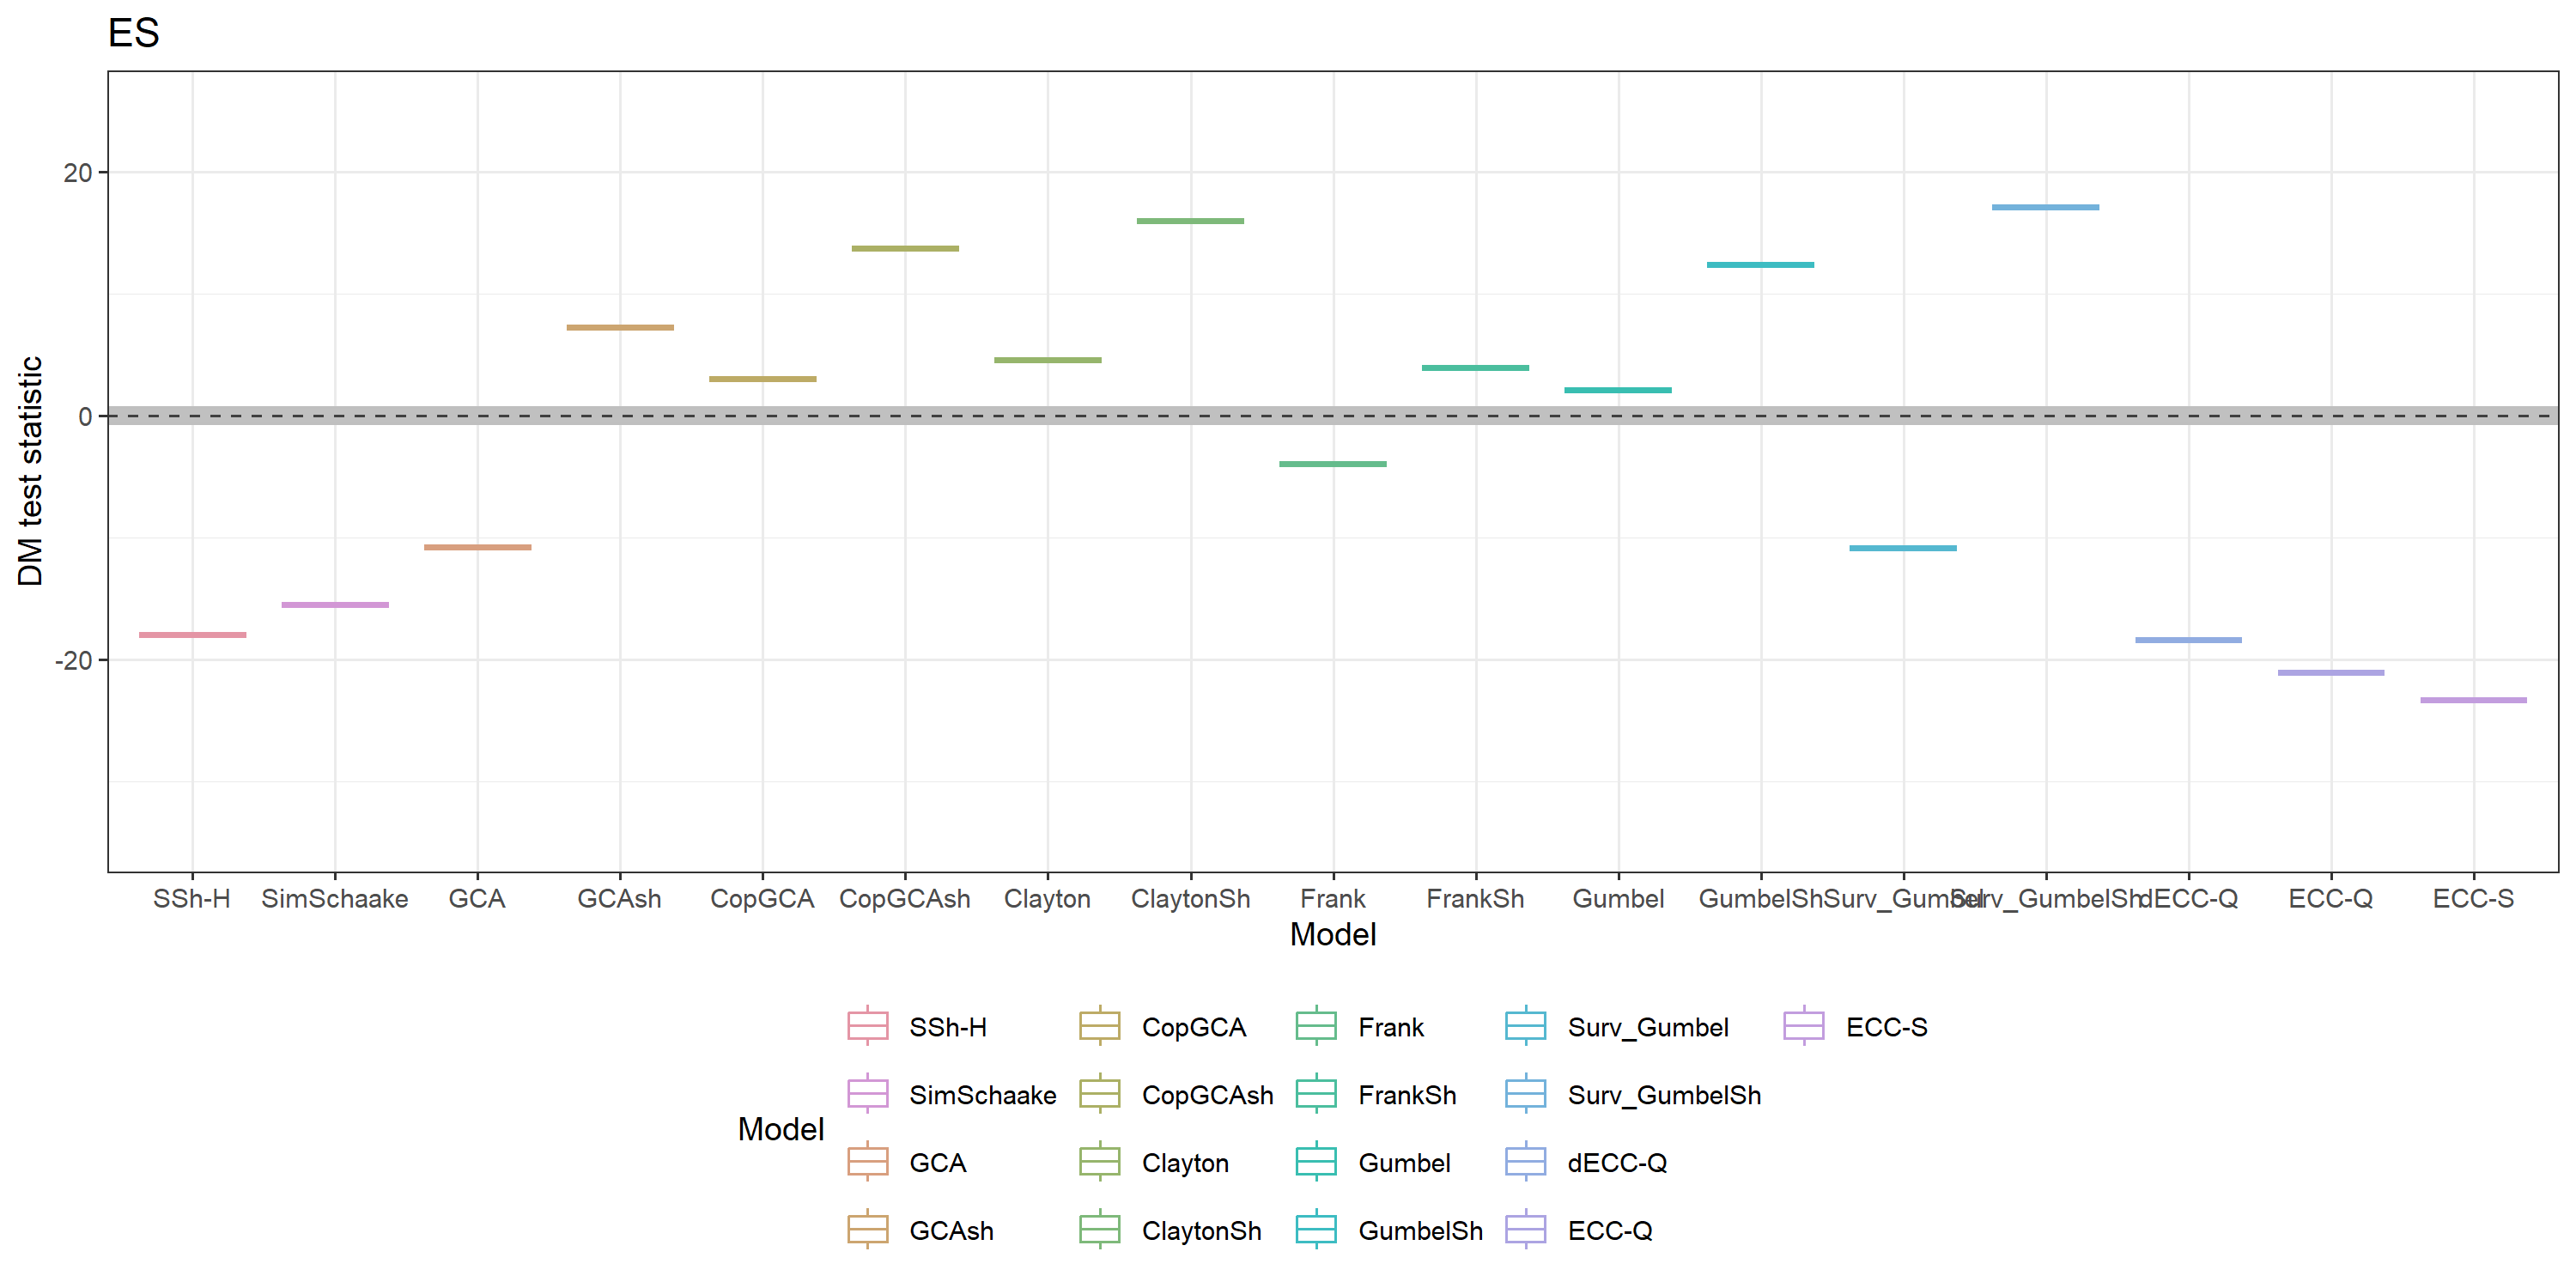 ES
DM test statistic
20
0
-20
SSh-H SimSchaake GCA GCAsh CopGCA CopGCAsh Clayton ClaytonSh Frank FrankSh Gumbel GumbelSh Surv_Gumbel Surv_GumbelSh dECC-Q ECC-Q ECC-S
Model
Model
SSh-H CopGCA Frank Surv_Gumbel ECC-S
SimSchaake CopGCAsh FrankSh Surv_GumbelSh
GCA Clayton Gumbel dECC-Q
GCAsh ClaytonSh GumbelSh ECC-Q